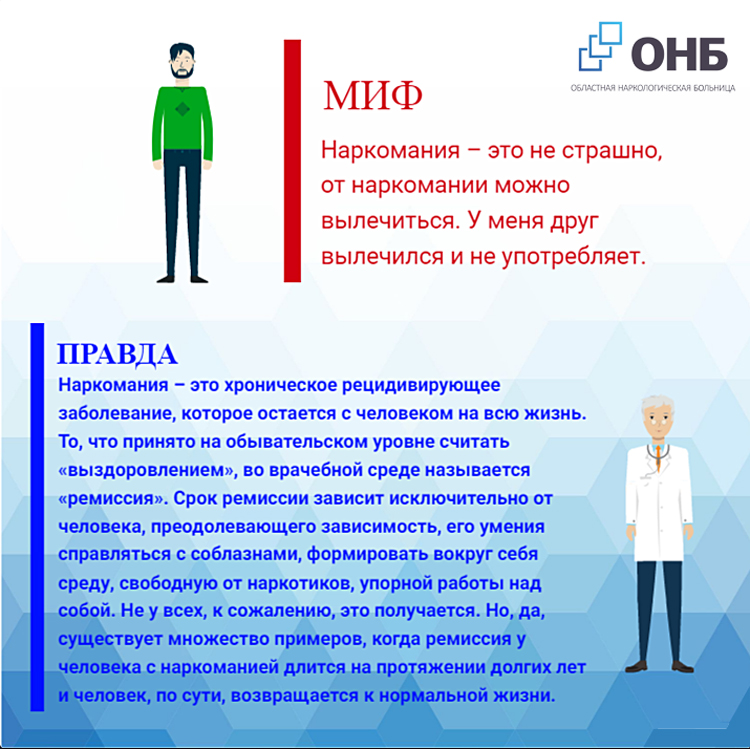 ОНБ
ОБЛАСТНАЯ НАРКОЛОГИЧЕСКАЯ БОЛЬНИЦА
МИФ
Наркомания – это не страшно,
от наркомании можно
вылечиться. У меня друг
вылечился и не употребляет.
ПРАВДА
Наркомания – это хроническое рецидивирующее
заболевание, которое остается с человеком на всю жизнь.
То, что принято на обывательском уровне считать
«выздоровлением», во врачебной среде называется
«ремиссия». Срок ремиссии зависит исключительно от
человека, преодолевающего зависимость, его умения
справляться с соблазнами, формировать вокруг себя
среду, свободную от наркотиков, упорной работы над
собой. Не у всех, к сожалению, это получается. Но, да,
существует множество примеров, когда ремиссия у
человека с наркоманией длится на протяжении долгих лет
и человек, по сути, возвращается к нормальной жизни.